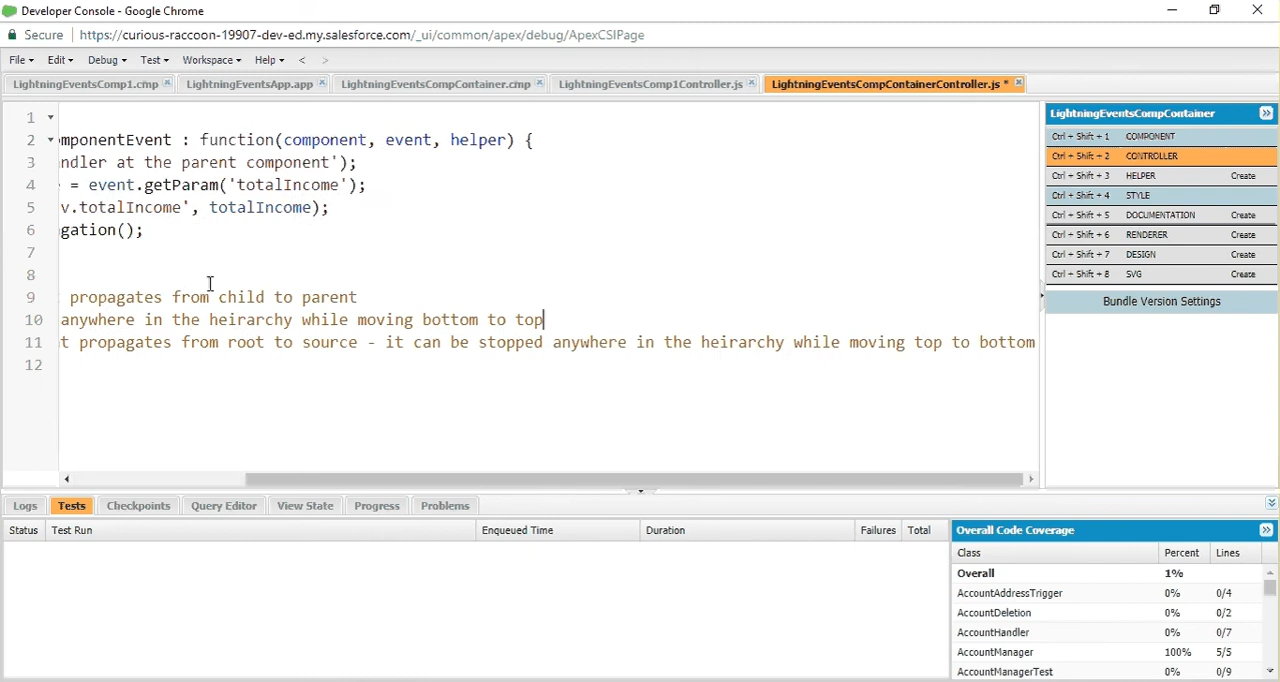 Developer Console - Google Chrome
Secure https://curious-raccoon-19907-dev-ed.my.salesforce.com/_ui/common/apex/debug/ApexCSIPage
File Edit Debug Test Workspace Help < >
LightningEventsComp1.cmp LightningEventsApp.app LightningEventsCompContainer.cmp LightningEventsComp1Controller.js LightningEventsCompContainerController.js *
1
2 omponentEvent : function(component, event, helper) {
3 ndler at the parent component');
4 = event.getParam('totalIncome');
5 v.totalIncome', totalIncome);
6 gation();
7
8
9 propagates from child to parent
10 anywhere in the heirarchy while moving bottom to top
11 t propagates from root to source - it can be stopped anywhere in the heirarchy while moving top to bottom
12
LightningEventsCompContainer
Ctrl + Shift + 1 COMPONENT
Ctrl + Shift + 2 CONTROLLER
Ctrl + Shift + 3 HELPER Create
Ctrl + Shift + 4 STYLE
Ctrl + Shift + 5 DOCUMENTATION Create
Ctrl + Shift + 6 RENDERER Create
Ctrl + Shift + 7 DESIGN Create
Ctrl + Shift + 8 SVG Create
Bundle Version Settings
Logs Tests Checkpoints Query Editor View State Progress Problems
Status Test Run Enqueued Time Duration Failures Total
Overall Code Coverage
Class Percent Lines
Overall 1%
AccountAddressTrigger 0% 0/4
AccountDeletion 0% 0/2
AccountHandler 0% 0/7
AccountManager 100% 5/5
AccountManagerTest 0% 0/9